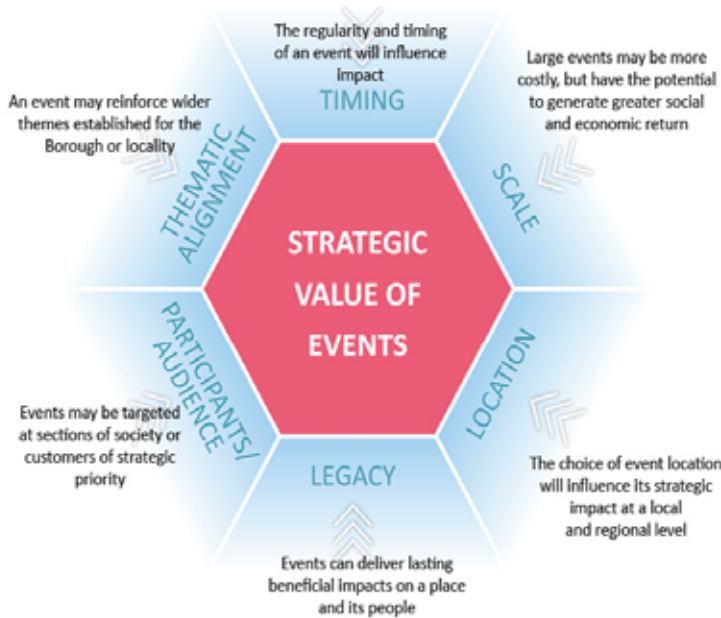 The regularity and timing
of an event will influence
impact
TIMING
Large events may be more
costly, but have the potential
to generate greater social
and economic return
SCALE
An event may reinforce wider
themes established for the
Borough or locality
THEMATIC
ALIGNMENT
STRATEGIC
VALUE OF
EVENTS
PARTICIPANTS/
AUDIENCE
Events may be targeted
at sections of society or
customers of strategic
priority
LOCATION
The choice of event location
will influence its strategic
impact at a local
and regional level
LEGACY
Events can deliver lasting
beneficial impacts on a place
and its people